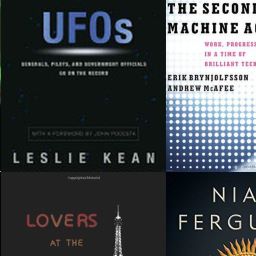 UFOs
GENERALS, PILOTS, AND GOVERNMENT OFFICIALS
GO ON THE RECORD
WITH A FOREWORD BY JOHN PODESTA
LESLIE KEAN
THE SECOND
MACHINE AG
WORK, PROGRESS
IN A TIME OF
BRILLIANT TECH
ERIK BRYNJOLFSSON
ANDREW McAFEE
LOVERS
AT THE
NIA
FERGU